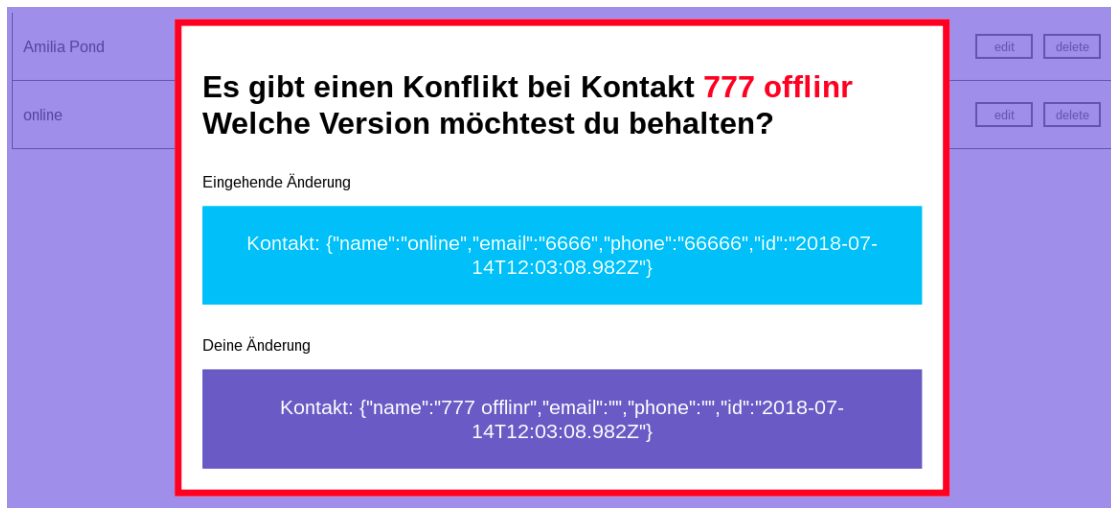 Amilia Pond
edit
delete
online
edit
delete
Es gibt einen Konflikt bei Kontakt 777 offlinr
Welche Version möchtest du behalten?
Eingehende Änderung
Kontakt: {"name":"online","email":"6666","phone":"66666","id":"2018-07-
14T12:03:08.982Z"}
Deine Änderung
Kontakt: {"name":"777 offlinr","email":"","phone":"","id":"2018-07-
14T12:03:08.982Z"}